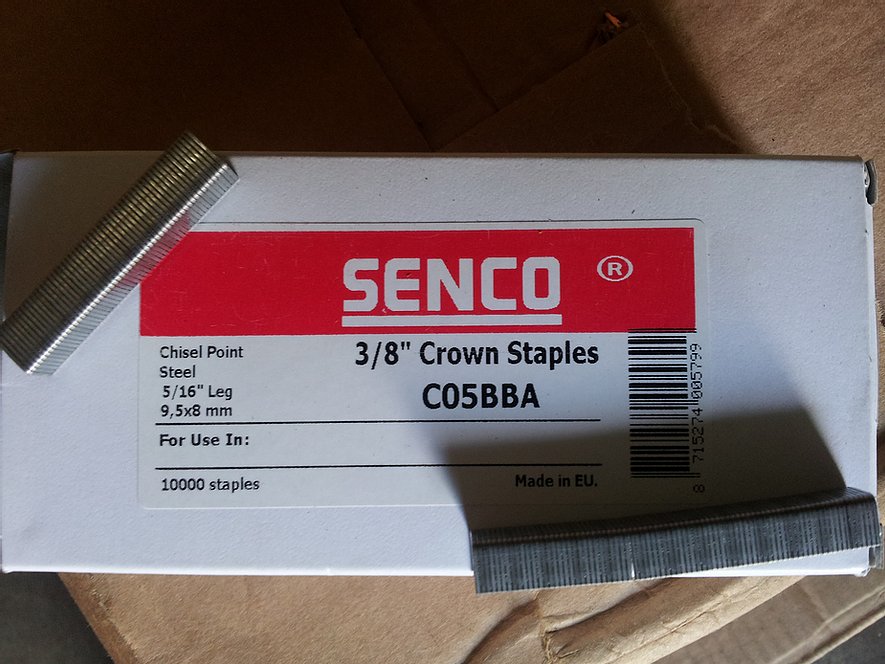 SENCO ®
3/8" Crown Staples
C05BBA
Chisel Point
Steel
5/16" Leg
9,5x8 mm
For Use In:
10000 staples
Made in EU.
8 715274 005799